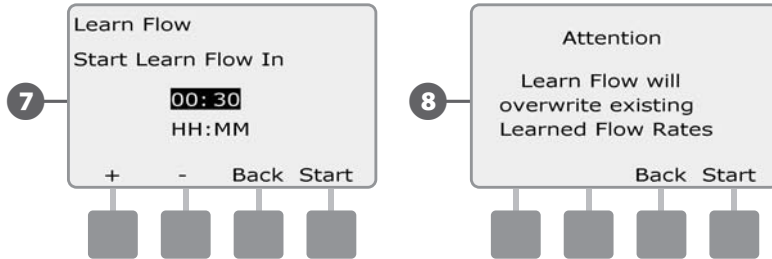 7
Learn Flow
Start Learn Flow In
00:30
HH:MM
+ - Back Start
8
Attention
Learn Flow will
overwrite existing
Learned Flow Rates
Back Start